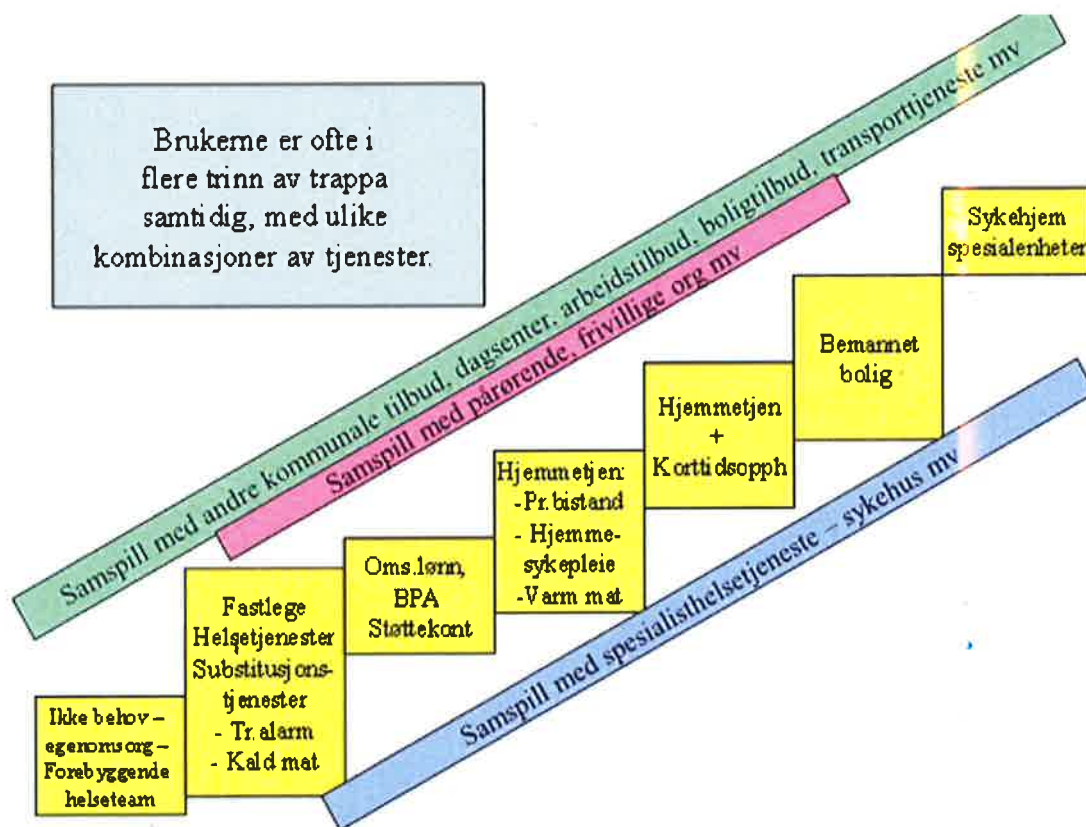 Brukerne er ofte i
flere trinn av trappa
samtidig, med ulike
kombinasjoner av tjenester.
Samspill med andre kommunale tilbud, dagsenter, arbeidstilbud, boligtilbud, transporttjeneste mv
Samspill med pårørende, frivillige org mv
Ikke behov –
egenomsorg –
Forebyggende
helseteam
Fastlege
Helsetjenester
Substitusjons-
tjenester
- Tr.alarm
- Kald mat
Oms.lønn,
BPA
Støttekont
Hjemmetjen:
-Pr.bistand
- Hjemme-
sykepleie
-Varm mat
Hjemmetjen
+
Korttidsopph
Bemannet
bolig
Sykehjem
spesialenheter
Samspill med spesialisthelsetjeneste – sykehus mv